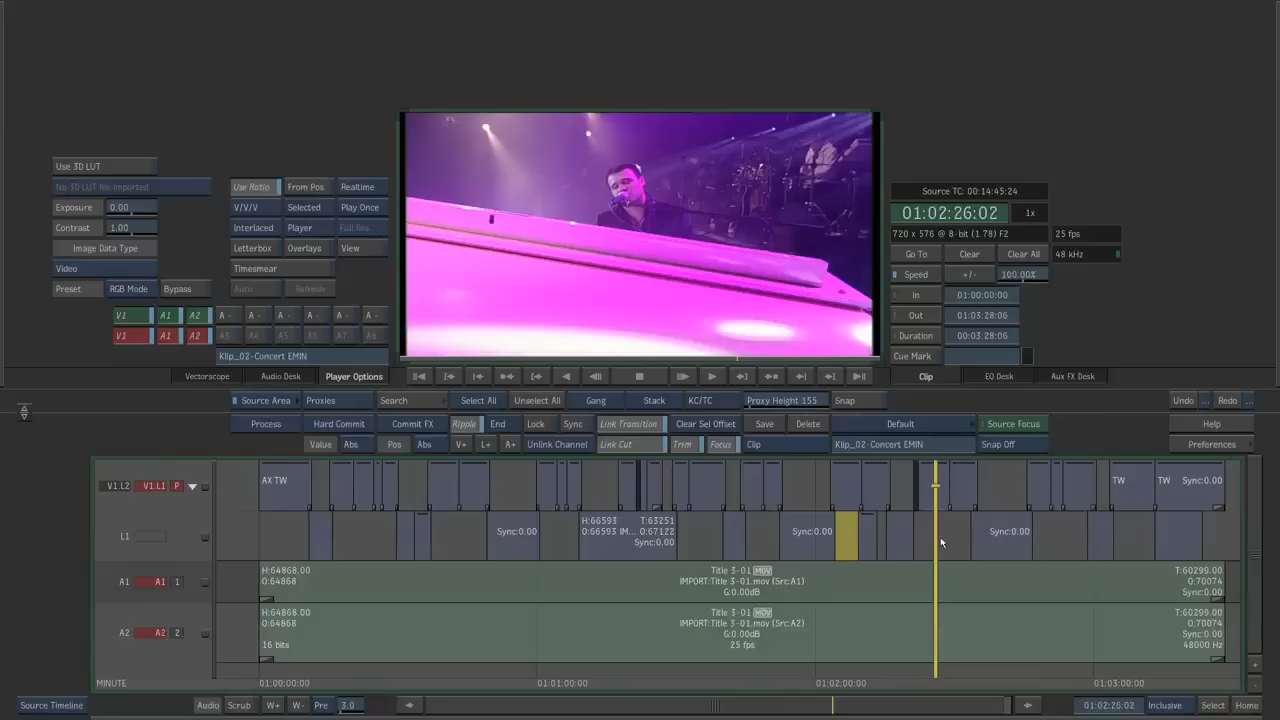 Use 3D LUT
No 3D LUT file imported
Exposure 0.00
Contrast 1.00
Image Data Type
Video
Preset RGB Mode Bypass
Use Ratio From Pos Realtime
V/V/V Selected Play Once
Interlaced Player Full Res
Letterbox Overlays View
Timesmear
Auto Refresh
V1 A1 A2 A - A - A - A - A - A -
V1 A1 A2 A3 A4 A5 A6 A7 A8
Klip_02-Concert EMIN
Vectorscope Audio Desk Player Options
Source TC: 00:14:45:24
01:02:26:02 1x
720 x 576 @ 8-bit (1.78) F2 25 fps
Go To Clear Clear All 48 kHz
Speed +/- 100.00%
In 01:00:00:00
Out 01:03:28:06
Duration 00:03:28:06
Cue Mark
Clip EQ Desk Aux FX Desk
Source Area Proxies Search Select All Unselect All Gang Stack KC/TC Proxy Height 155 Snap Undo ... Redo ...
Process Hard Commit Commit FX Ripple End Lock Sync Link Transition Clear Sel Offset Save Delete Default Source Focus Help
Value Abs Pos Abs V+ L+ A+ Unlink Channel Link Cut Trim Focus Clip Klip_02-Concert EMIN Snap Off Preferences
V1.L2 V1.L1 P AX TW TW TW Sync:0.00
L1 Sync:0.00 H:66593 T:63251
O:66593 IM... O:67122
Sync:0.00 Sync:0.00 Sync:0.00
H:64868.00 Title 3-01 MOV T:60299.00
A1 A1 1 O:64868 IMPORT:Title 3-01.mov (Src:A1) O:70074
G:0.00dB Sync:0.00
H:64868.00 Title 3-01 MOV T:60299.00
O:64868 IMPORT:Title 3-01.mov (Src:A2) O:70074
A2 A2 2 G:0.00dB Sync:0.00
16 bits 25 fps 48000 Hz
MINUTE 01:00:00:00 01:01:00:00 01:02:00:00 01:03:00:00
Source Timeline Audio Scrub W+ W- Pre 3.0 01:02:26:02 Inclusive Select Home